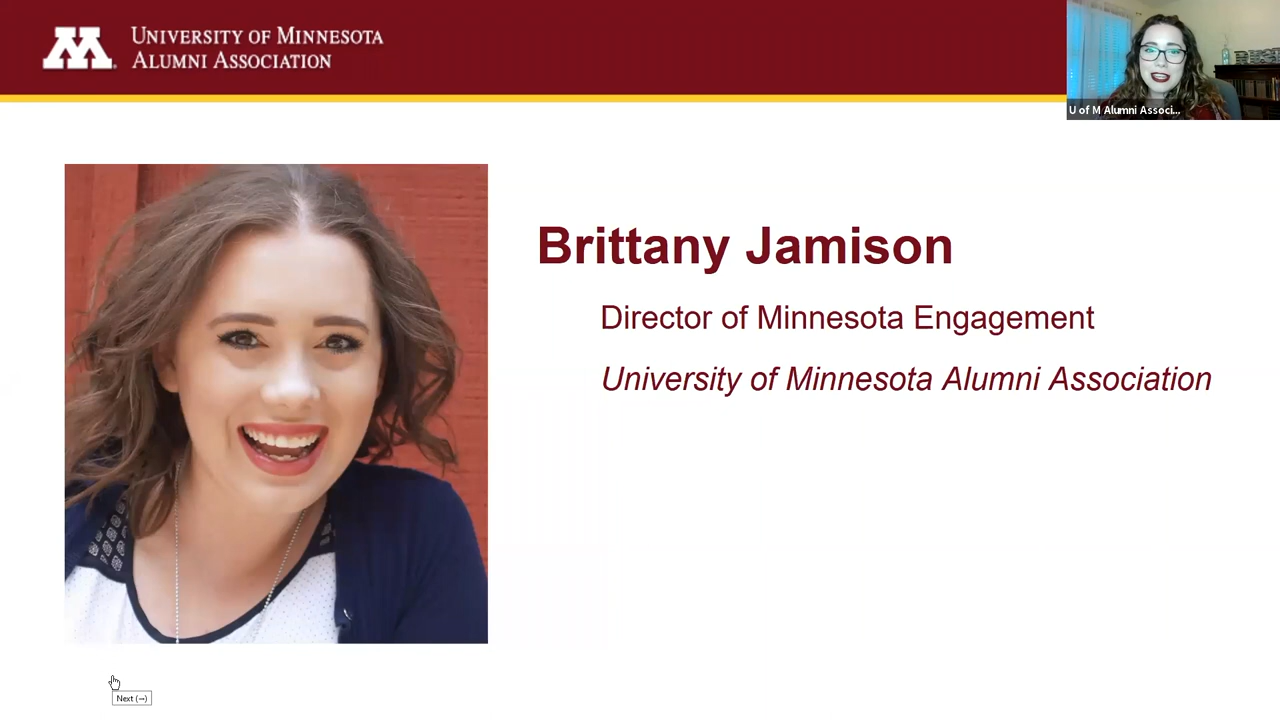 UNIVERSITY OF MINNESOTA
ALUMNI ASSOCIATION
U of M Alumni Associ...
Brittany Jamison
Director of Minnesota Engagement
University of Minnesota Alumni Association
Next (→)